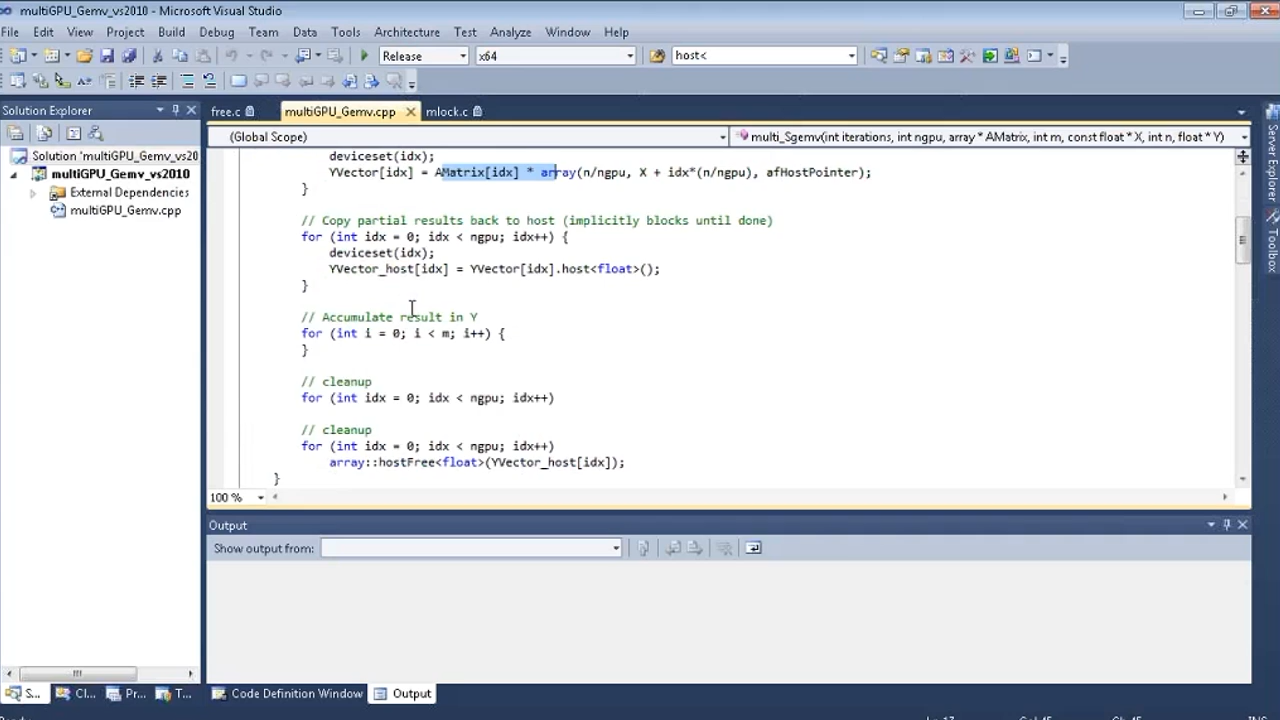 multiGPU_Gemv_vs2010 - Microsoft Visual Studio
File Edit View Project Build Debug Team Data Tools Architecture Test Analyze Window Help
Release x64 host<
Solution Explorer
free.c multiGPU_Gemv.cpp mlock.c
(Global Scope) multi_Sgemv(int iterations, int ngpu, array * AMatrix, int m, const float * X, int n, float * Y)
Solution 'multiGPU_Gemv_vs20
multiGPU_Gemv_vs2010
External Dependencies
multiGPU_Gemv.cpp
deviceset(idx);
YVector[idx] = AMatrix[idx] * array(n/ngpu, X + idx*(n/ngpu), afHostPointer);
}
// Copy partial results back to host (implicitly blocks until done)
for (int idx = 0; idx < ngpu; idx++) {
deviceset(idx);
YVector_host[idx] = YVector[idx].host<float>();
}
// Accumulate result in Y
for (int i = 0; i < m; i++) {
}
// cleanup
for (int idx = 0; idx < ngpu; idx++)
// cleanup
for (int idx = 0; idx < ngpu; idx++)
array::hostFree<float>(YVector_host[idx]);
}
100 %
Output
Show output from:
Server Explorer
Toolbox
S... Cl... Pr... T... Code Definition Window Output